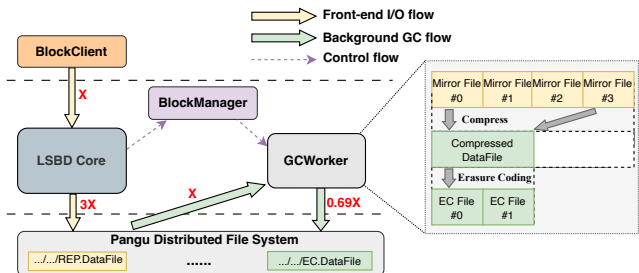 Front-end I/O flow
Background GC flow
Control flow
BlockClient
X
BlockManager
LSBD Core
GCWorker
3X
X
0.69X
Pangu Distributed File System
.../.../REP.DataFile
......
.../.../EC.DataFile
Mirror File #0
Mirror File #1
Mirror File #2
Mirror File #3
Compress
Compressed
DataFile
Erasure Coding
EC File #0
EC File #1